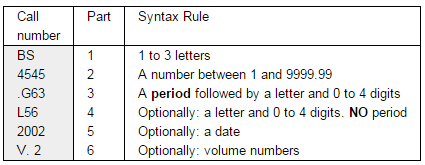 Call number Part Syntax Rule
BS 1 1 to 3 letters
4545 2 A number between 1 and 9999.99
.G63 3 A period followed by a letter and 0 to 4 digits
L56 4 Optionally: a letter and 0 to 4 digits. NO period
2002 5 Optionally: a date
V. 2 6 Optionally: volume numbers